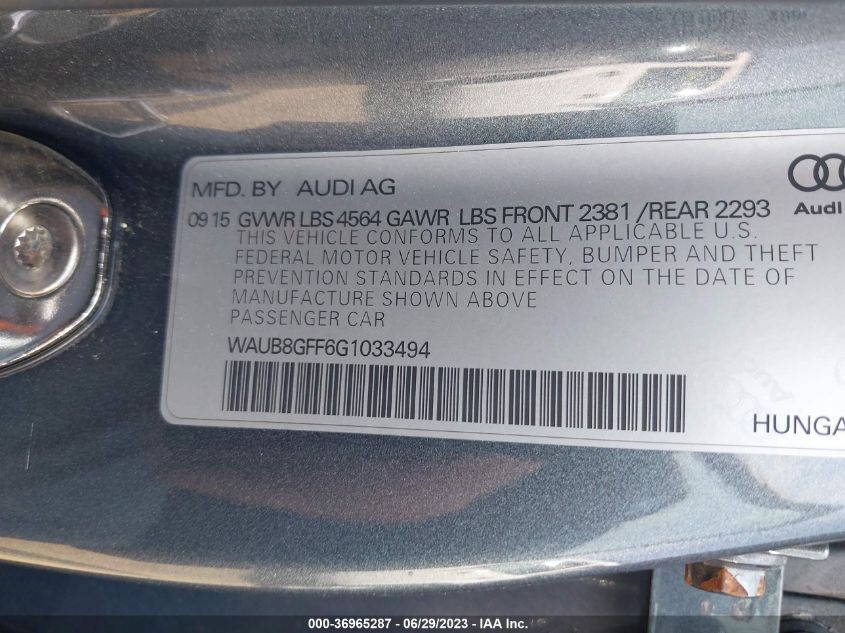 MFD. BY AUDI AG
09 15 GVWR LBS 4564 GAWR LBS FRONT 2381 /REAR 2293
Audi
THIS VEHICLE CONFORMS TO ALL APPLICABLE U.S.
FEDERAL MOTOR VEHICLE SAFETY, BUMPER AND THEFT
PREVENTION STANDARDS IN EFFECT ON THE DATE OF
MANUFACTURE SHOWN ABOVE
PASSENGER CAR
WAUB8GFF6G1033494
HUNGA
000-36965287 - 06/29/2023 - IAA Inc.